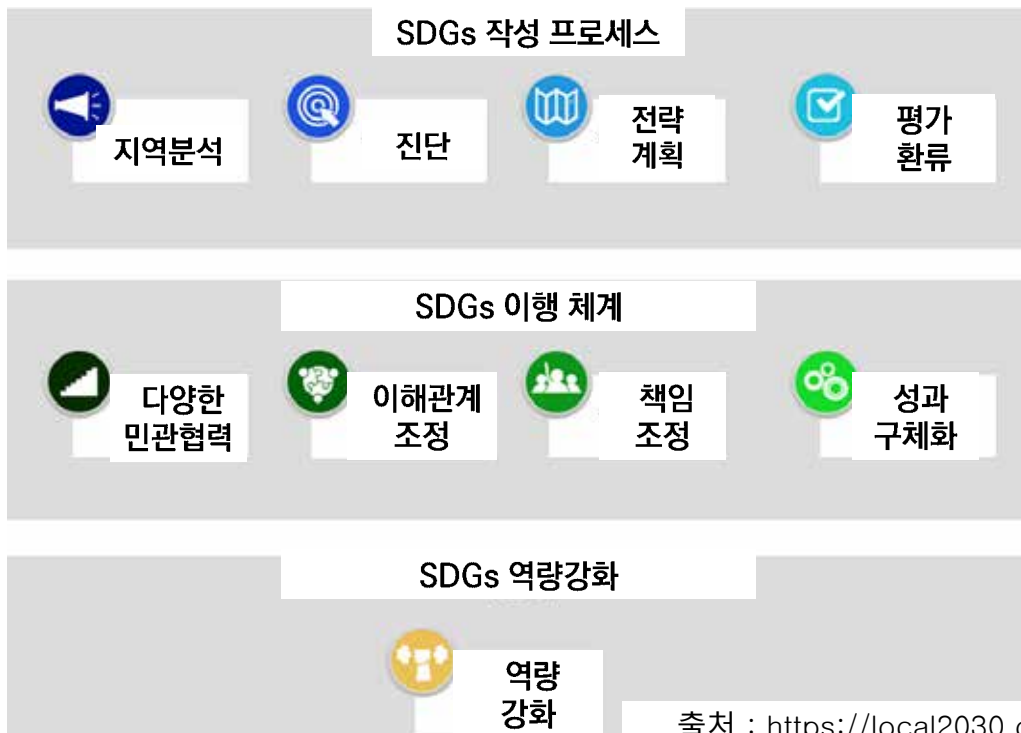 SDGs 작성 프로세스
지역분석
진단
전략
계획
평가
환류
SDGs 이행 체계
다양한
민관협력
이해관계
조정
책임
조정
성과
구체화
SDGs 역량강화
역량
강화
출처 : https://local2030.